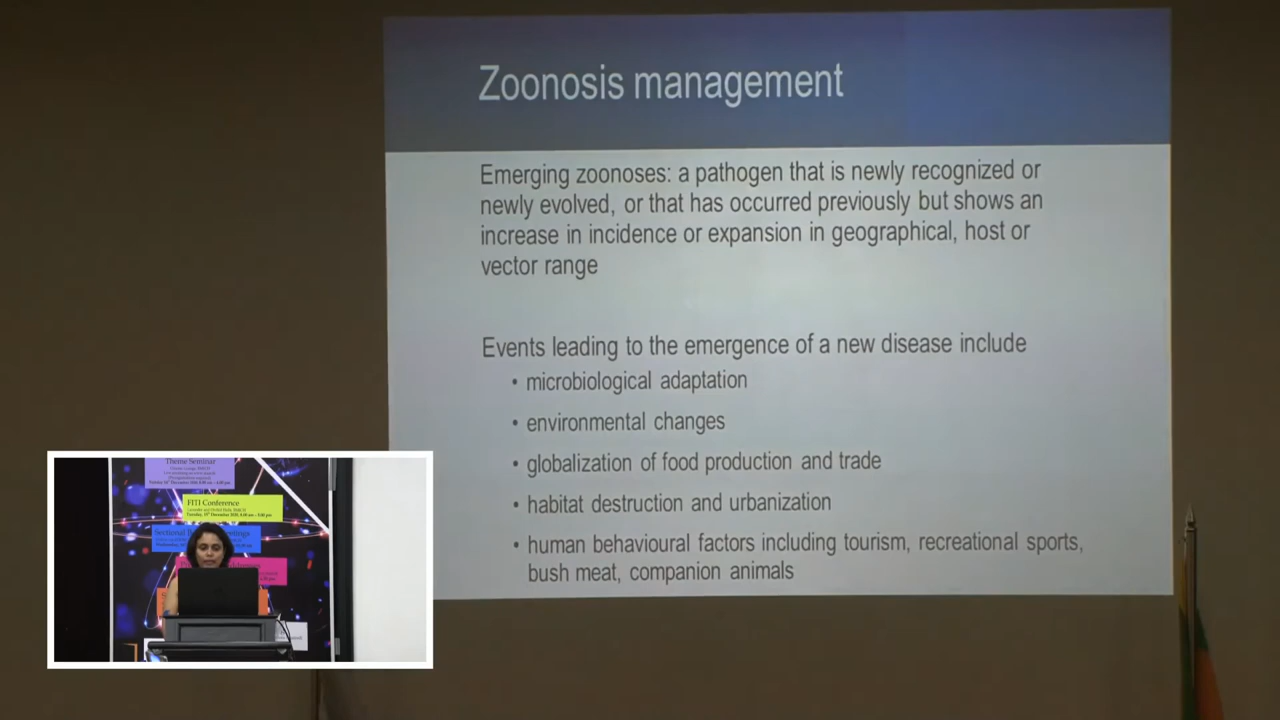 Zoonosis management
Emerging zoonoses: a pathogen that is newly recognized or
newly evolved, or that has occurred previously but shows an
increase in incidence or expansion in geographical, host or
vector range
Events leading to the emergence of a new disease include
• microbiological adaptation
• environmental changes
• globalization of food production and trade
• habitat destruction and urbanization
• human behavioural factors including tourism, recreational sports,
bush meat, companion animals
Theme Seminar
FITI Conference
Sectional